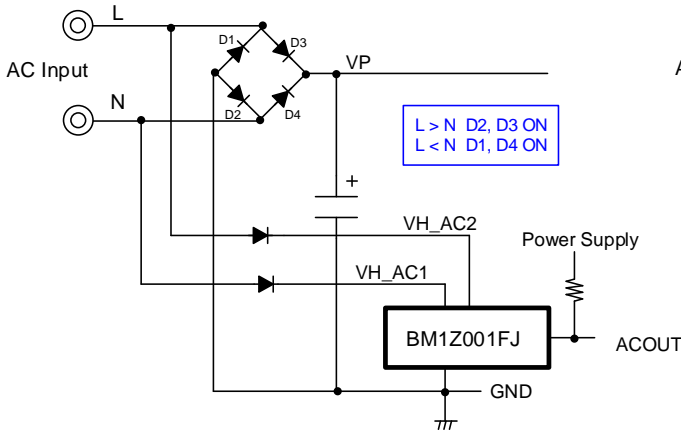 L
D1
D3
VP
A
AC Input
N
D2
D4
L > N D2, D3 ON
L < N D1, D4 ON
+
VH_AC2
Power Supply
VH_AC1
BM1Z001FJ
ACOUT
GND